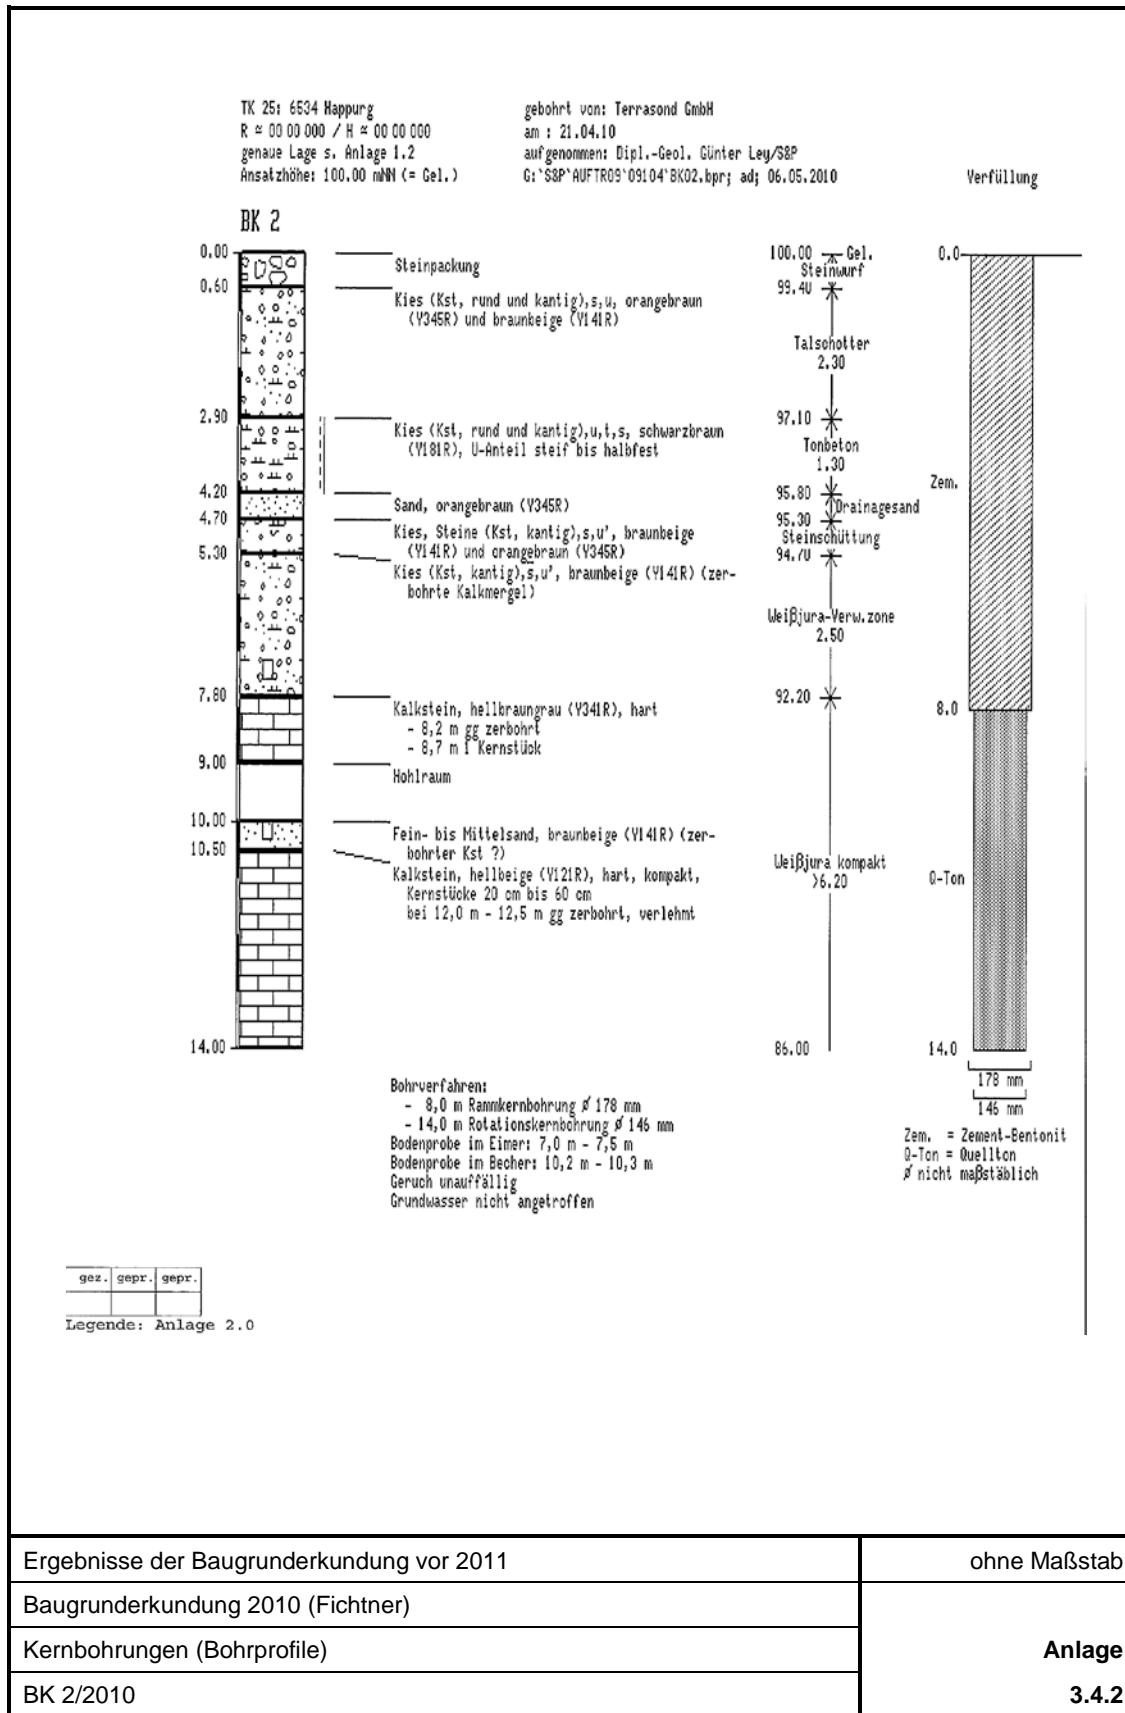 TK 25: 6534 Happurg
R ≈ 00 00 000 / H ≈ 00 00 000
genaue Lage s. Anlage 1.2
Ansatzhöhe: 100.00 mNN (= Gel.)
gebohrt von: Terrasond GmbH
am : 21.04.10
aufgenommen: Dipl.-Geol. Günter Ley/S&P
G:`S&P`AUFTR09`09104`BK02.bpr; ad; 06.05.2010
Verfüllung
BK 2
0.00
0.60
2.90
4.20
4.70
5.30
7.80
9.00
10.00
10.50
14.00
Steinpackung
Kies (Kst, rund und kantig),s,u, orangebraun
(Y345R) und braunbeige (Y141R)
Kies (Kst, rund und kantig),u,t,s, schwarzbraun
(Y181R), U-Anteil steif bis halbfest
Sand, orangebraun (Y345R)
Kies, Steine (Kst, kantig),s,u', braunbeige
(Y141R) und orangebraun (Y345R)
Kies (Kst, kantig),s̄,u', braunbeige (Y141R) (zer-
bohrte Kalkmergel)
Kalkstein, hellbraungrau (Y341R), hart
- 8,2 m gg zerbohrt
- 8,7 m 1 Kernstück
Hohlraum
Fein- bis Mittelsand, braunbeige (Y141R) (zer-
bohrter Kst ?)
Kalkstein, hellbeige (Y121R), hart, kompakt,
Kernstücke 20 cm bis 60 cm
bei 12,0 m - 12,5 m gg zerbohrt, verlehmt
100.00 Gel.
Steinwurf
99.40
Talschotter
2.30
97.10
Tonbeton
1.30
95.80
Drainagesand
95.30
Steinschüttung
94.70
Weißjura-Verw.zone
2.50
92.20
Weißjura kompakt
>6.20
86.00
0.0
Zem.
8.0
Q-Ton
14.0
178 mm
146 mm
Zem. = Zement-Bentonit
Q-Ton = Quellton
ø nicht maßstäblich
Bohrverfahren:
- 8,0 m Rammkernbohrung ø 178 mm
- 14,0 m Rotationskernbohrung ø 146 mm
Bodenprobe im Eimer: 7,0 m - 7,5 m
Bodenprobe im Becher: 10,2 m - 10,3 m
Geruch unauffällig
Grundwasser nicht angetroffen
gez. gepr. gepr.
Legende: Anlage 2.0
Ergebnisse der Baugrunderkundung vor 2011
ohne Maßstab
Baugrunderkundung 2010 (Fichtner)
Kernbohrungen (Bohrprofile)
Anlage
BK 2/2010
3.4.2